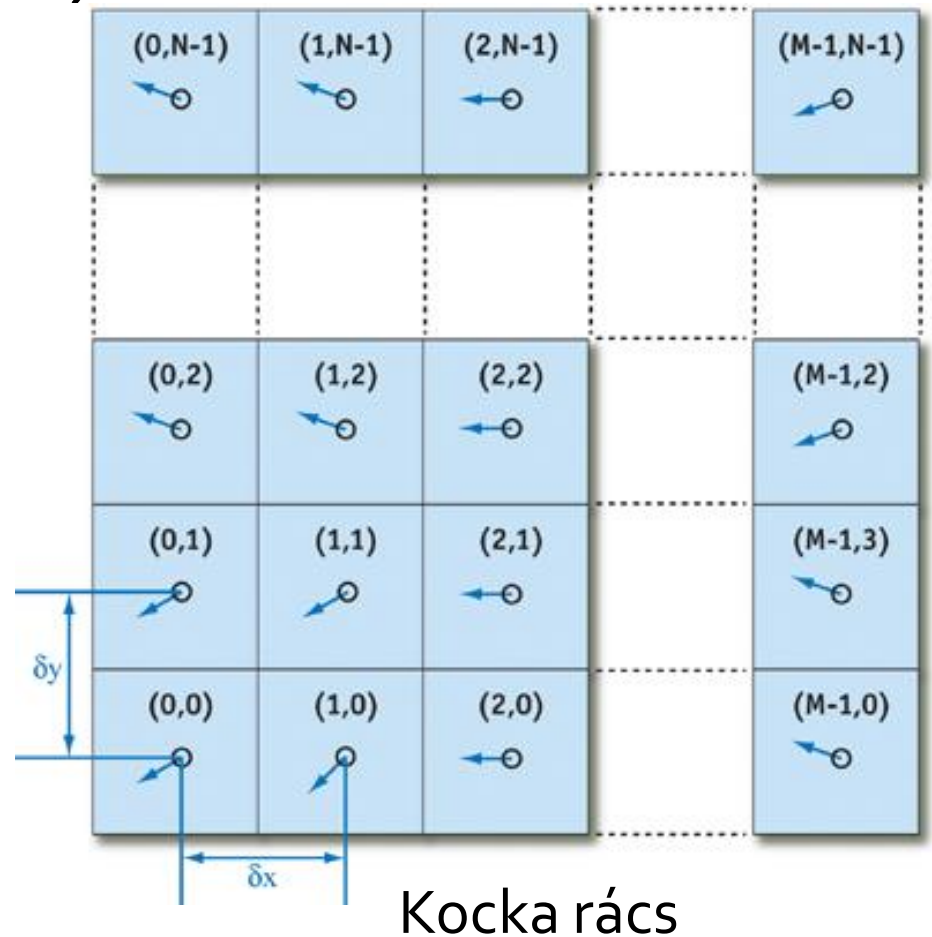 (0,N-1) (1,N-1) (2,N-1) (M-1,N-1)
(0,2) (1,2) (2,2) (M-1,2)
(0,1) (1,1) (2,1) (M-1,3)
δy
(0,0) (1,0) (2,0) (M-1,0)
δx
Kocka rács